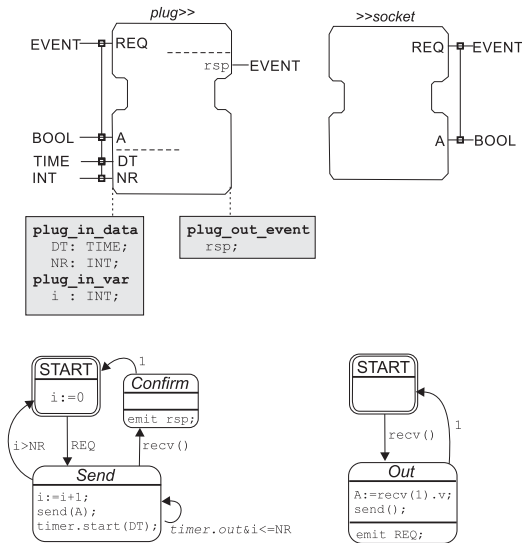 plug>>
>>socket
EVENT
REQ
rsp
EVENT
REQ
EVENT
BOOL
A
A
BOOL
TIME
DT
INT
NR
plug_in_data
DT: TIME;
NR: INT;
plug_in_var
i : INT;
plug_out_event
rsp;
START
i:=0
1
Confirm
emit rsp;
i>NR
REQ
recv()
Send
i:=i+1;
send(A);
timer.start(DT);
timer.out&i<=NR
START
recv()
1
Out
A:=recv(1).v;
send();
emit REQ;